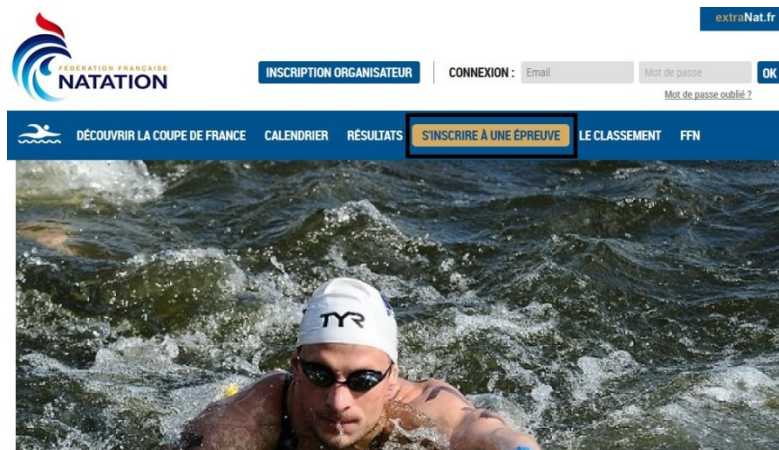 extraNat.fr
FÉDÉRATION FRANÇAISE
NATATION
INSCRIPTION ORGANISATEUR
CONNEXION :
Email
Mot de passe
OK
Mot de passe oublié ?
DÉCOUVRIR LA COUPE DE FRANCE
CALENDRIER
RÉSULTATS
S'INSCRIRE À UNE ÉPREUVE
LE CLASSEMENT
FFN
TYR